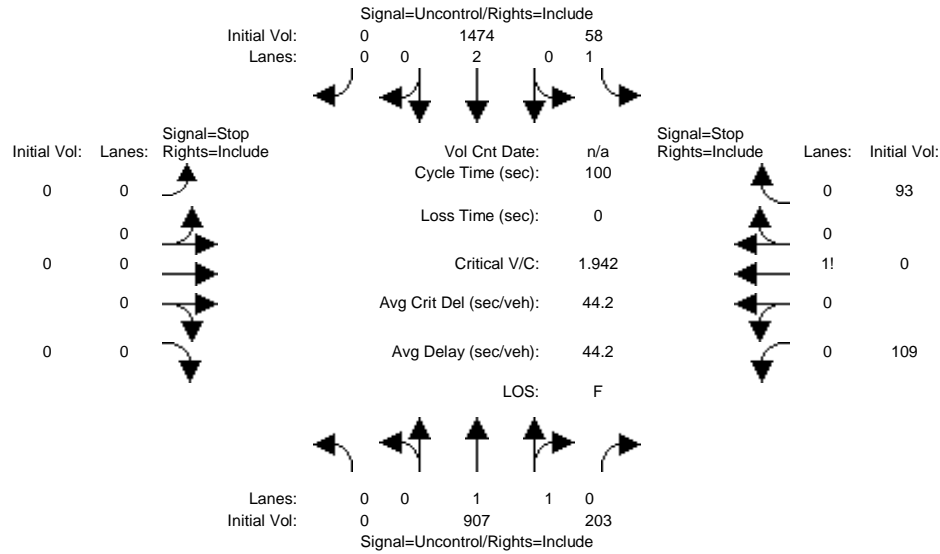 Signal=Uncontrol/Rights=Include
Initial Vol: 0 1474 58
Lanes: 0 0 2 0 1
Signal=Stop Signal=Stop
Initial Vol: Lanes: Rights=Include Vol Cnt Date: n/a Rights=Include Lanes: Initial Vol:
Cycle Time (sec): 100
0 0 0 93
Loss Time (sec): 0
0 0
0 0 Critical V/C: 1.942 1! 0
0 Avg Crit Del (sec/veh): 44.2 0
0 0 Avg Delay (sec/veh): 44.2 0 109
LOS: F
Lanes: 0 0 1 1 0
Initial Vol: 0 907 203
Signal=Uncontrol/Rights=Include